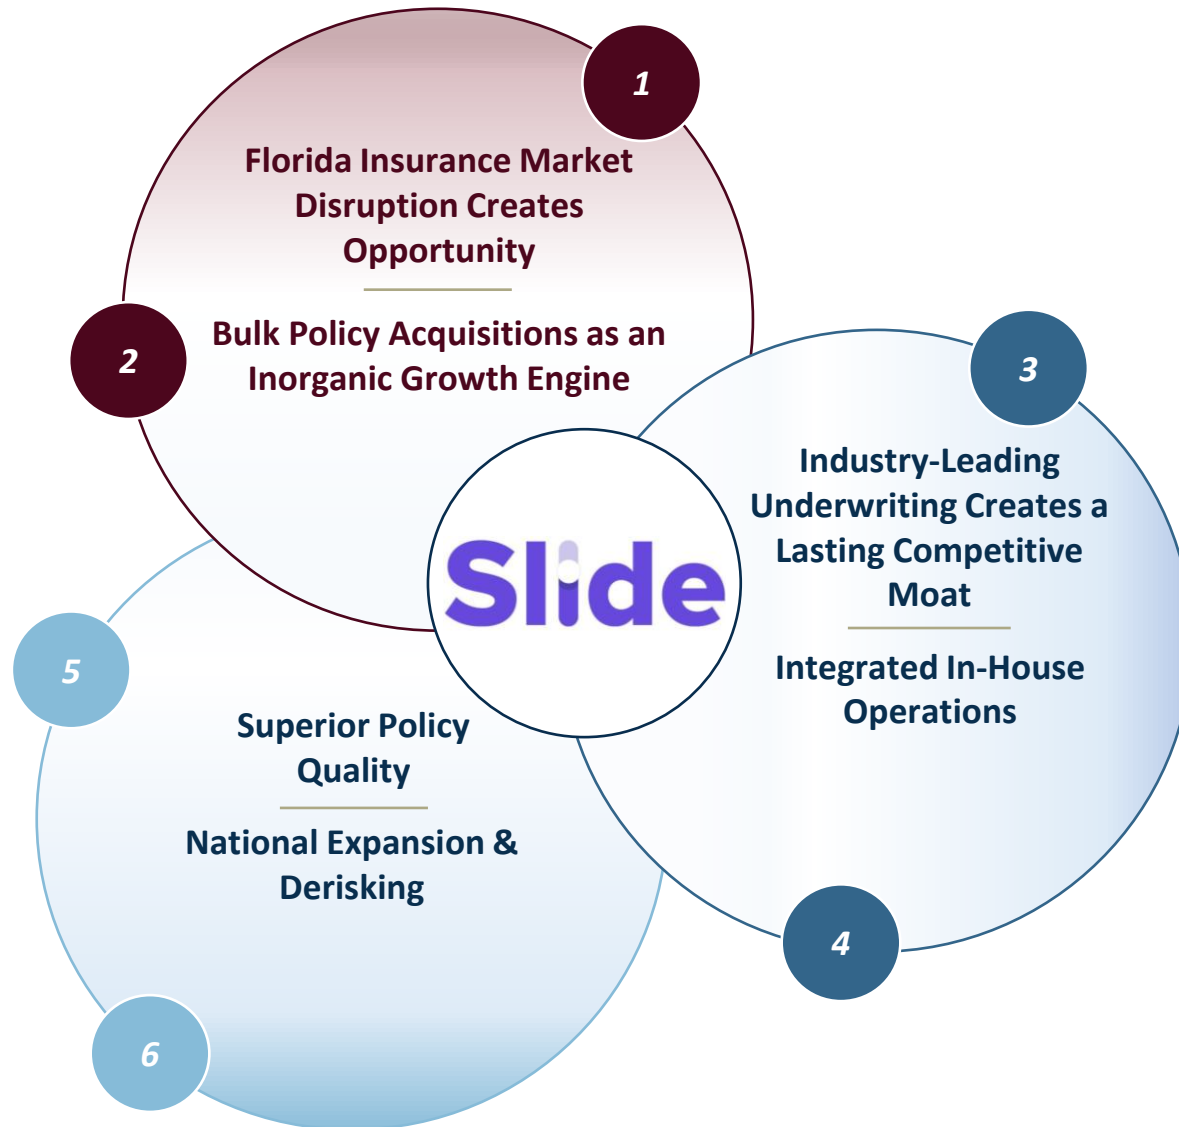 1
Florida Insurance Market
Disruption Creates
Opportunity
2
Bulk Policy Acquisitions as an
Inorganic Growth Engine
3
Industry-Leading
Underwriting Creates a
Lasting Competitive
Moat
Slide
Integrated In-House
Operations
4
5
Superior Policy
Quality
National Expansion &
Derisking
6